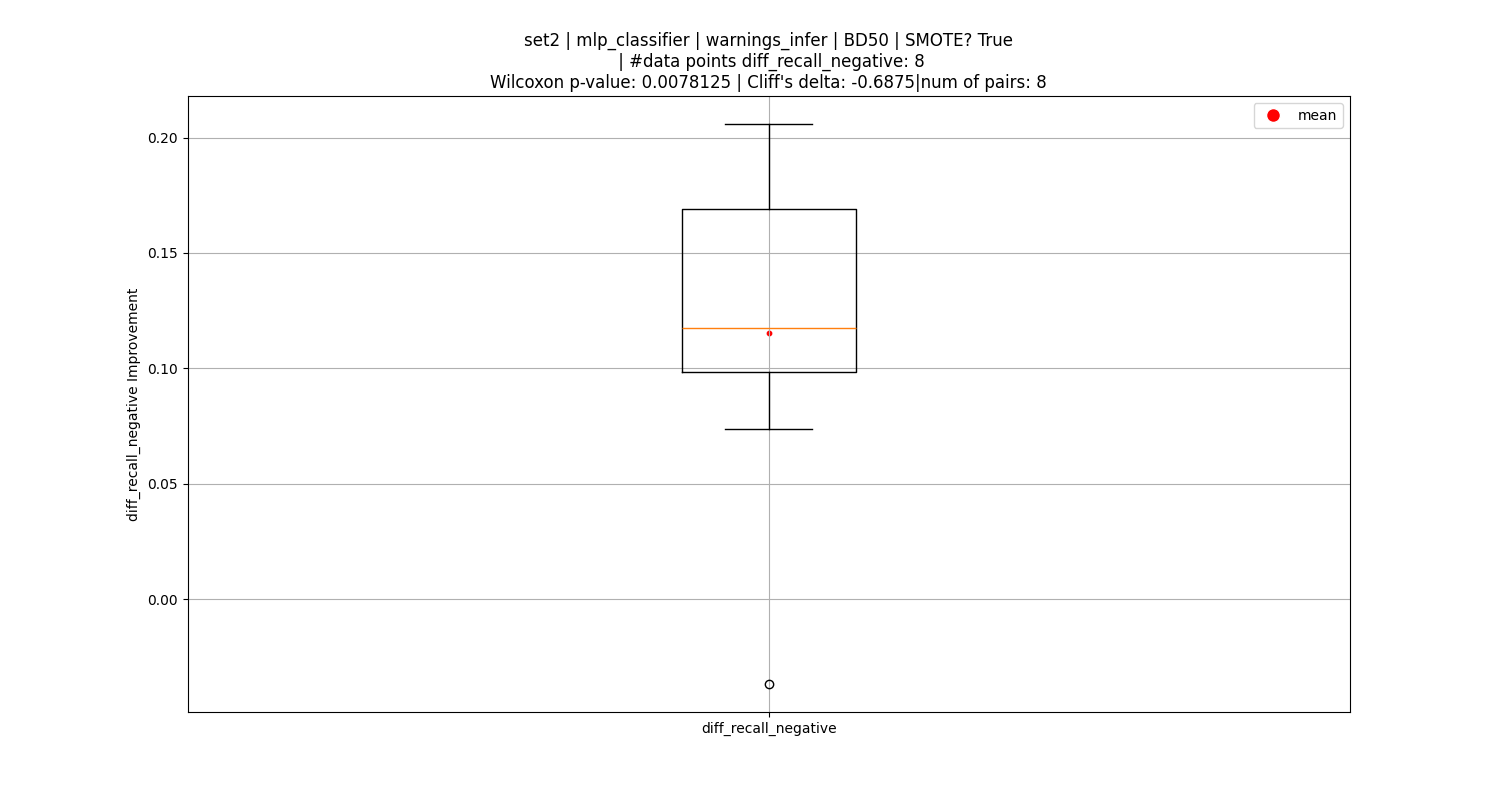 set2 | mlp_classifier | warnings_infer | BD50 | SMOTE? True
| #data points diff_recall_negative: 8
Wilcoxon p-value: 0.0078125 | Cliff's delta: -0.6875|num of pairs: 8
mean
0.20
0.15
0.10
0.05
0.00
diff_recall_negative Improvement
diff_recall_negative